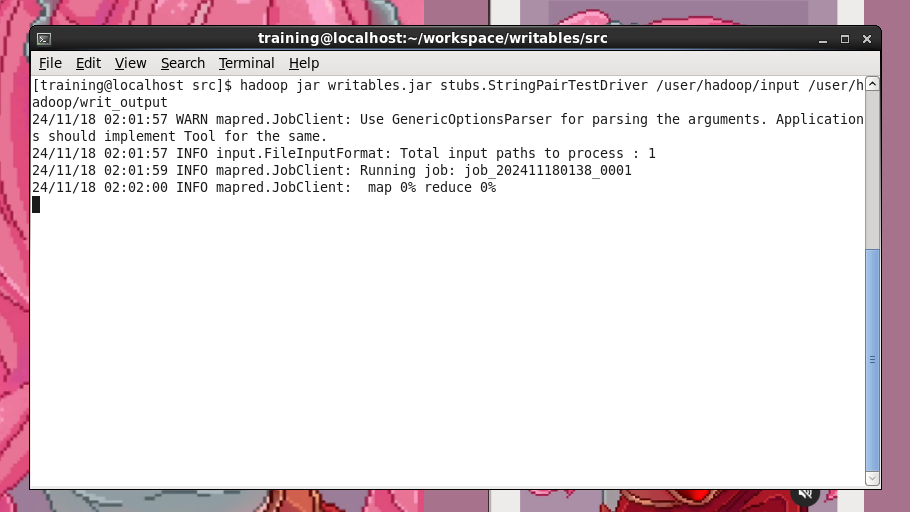 training@localhost:~/workspace/writables/src
File Edit View Search Terminal Help
[training@localhost src]$ hadoop jar writables.jar stubs.StringPairTestDriver /user/hadoop/input /user/h
adoop/writ_output
24/11/18 02:01:57 WARN mapred.JobClient: Use GenericOptionsParser for parsing the arguments. Application
s should implement Tool for the same.
24/11/18 02:01:57 INFO input.FileInputFormat: Total input paths to process : 1
24/11/18 02:01:59 INFO mapred.JobClient: Running job: job_202411180138_0001
24/11/18 02:02:00 INFO mapred.JobClient:  map 0% reduce 0%